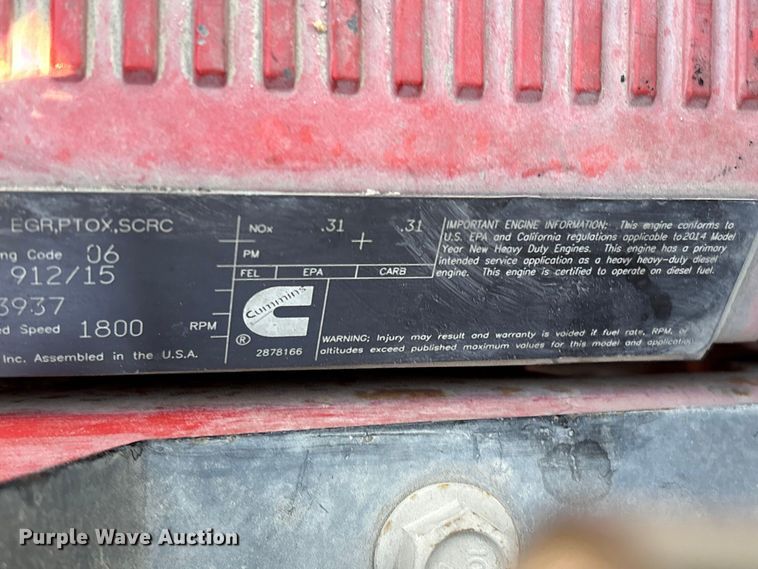 EGR,PTOX,SCRC
ng Code 06
912/15
3937
ed Speed 1800 RPM
Inc. Assembled in the U.S.A.
NOx .31 .31
PM
FEL EPA CARB
Cummins
® 2878166
IMPORTANT ENGINE INFORMATION: This engine conforms to
U.S. EPA and California regulations applicable to2014 Model
Year New Heavy Duty Engines. This engine has a primary
intended service application as a heavy heavy-duty diesel
engine. This engine is certified to operate on diesel fuel.
WARNING: Injury may result and warranty is voided if fuel rate, RPM, or
altitudes exceed published maximum values for this model and application.
Purple Wave Auction